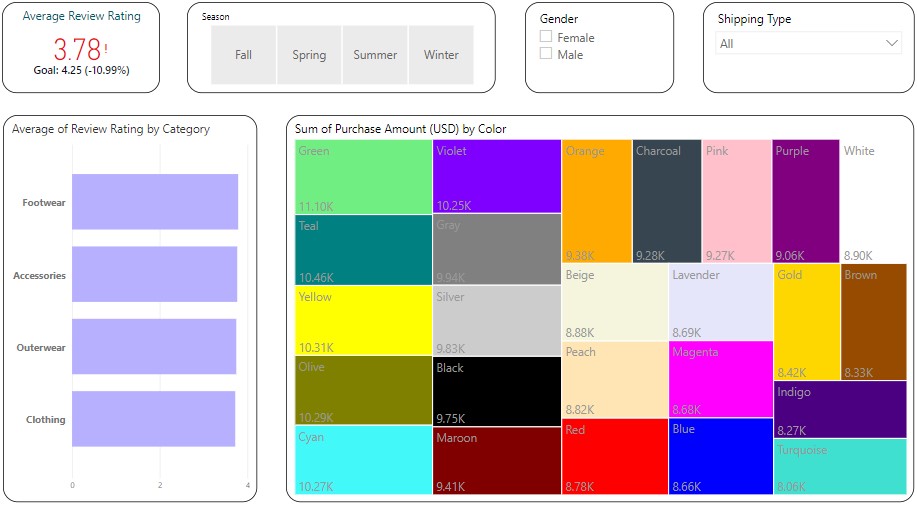 Average Review Rating
3.78!
Goal: 4.25 (-10.99%)
Season
Fall
Spring
Summer
Winter
Gender
Female
Male
Shipping Type
All
Average of Review Rating by Category
Footwear
Accessories
Outerwear
Clothing
0
2
4
Sum of Purchase Amount (USD) by Color
Green
11.10K
Teal
10.46K
Yellow
10.31K
Olive
10.29K
Cyan
10.27K
Violet
10.25K
Gray
9.94K
Silver
9.83K
Black
9.75K
Maroon
9.41K
Orange
9.38K
Charcoal
9.28K
Pink
9.27K
Purple
9.06K
White
8.90K
Beige
8.88K
Peach
8.82K
Red
8.78K
Lavender
8.69K
Magenta
8.68K
Blue
8.66K
Gold
8.42K
Brown
8.33K
Indigo
8.27K
Turquoise
8.06K